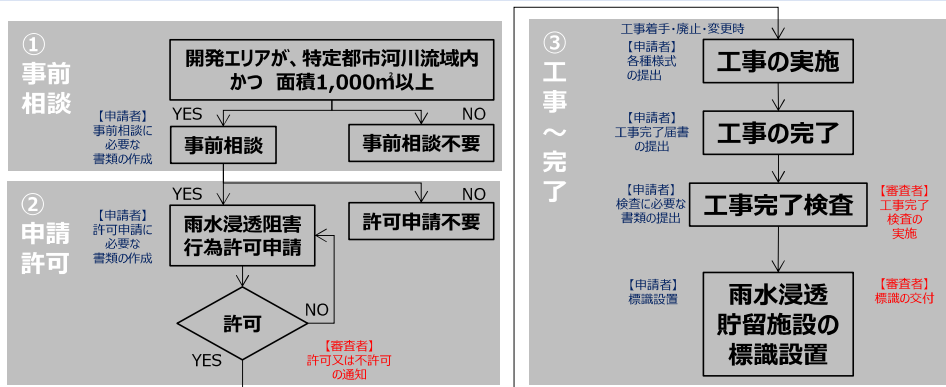 ①
事前
相談
開発エリアが、特定都市河川流域内
かつ 面積1,000㎡以上
YES
NO
【申請者】
事前相談に
必要な
書類の作成
事前相談
事前相談不要
②
申請
許可
YES
NO
【申請者】
許可申請に
必要な
書類の作成
雨水浸透阻害
行為許可申請
許可申請不要
許可
NO
YES
【審査者】
許可又は不許可
の通知
③
工
事
～
完
了
工事着手・廃止・変更時
【申請者】
各種様式
の提出
工事の実施
【申請者】
工事完了届書
の提出
工事の完了
【申請者】
検査に必要な
書類の提出
工事完了検査
【審査者】
工事完了
検査の
実施
【申請者】
標識設置
雨水浸透
貯留施設の
標識設置
【審査者】
標識の交付